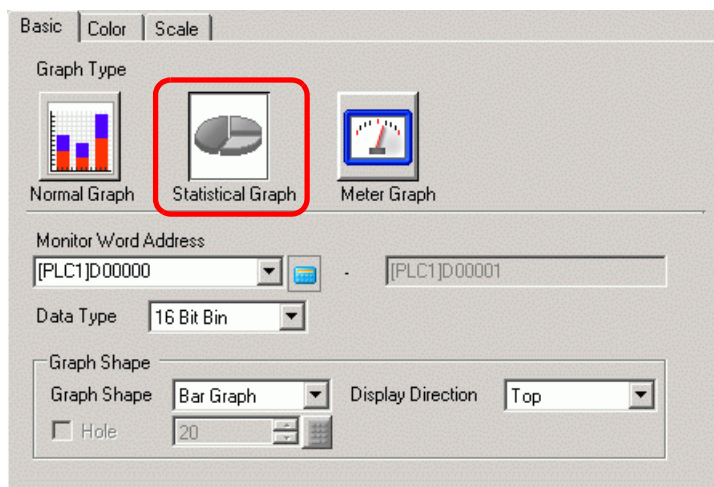 Basic Color Scale
Graph Type
Normal Graph Statistical Graph Meter Graph
Monitor Word Address
[PLC1]D00000 - [PLC1]D00001
Data Type 16 Bit Bin
Graph Shape
Graph Shape Bar Graph Display Direction Top
Hole 20